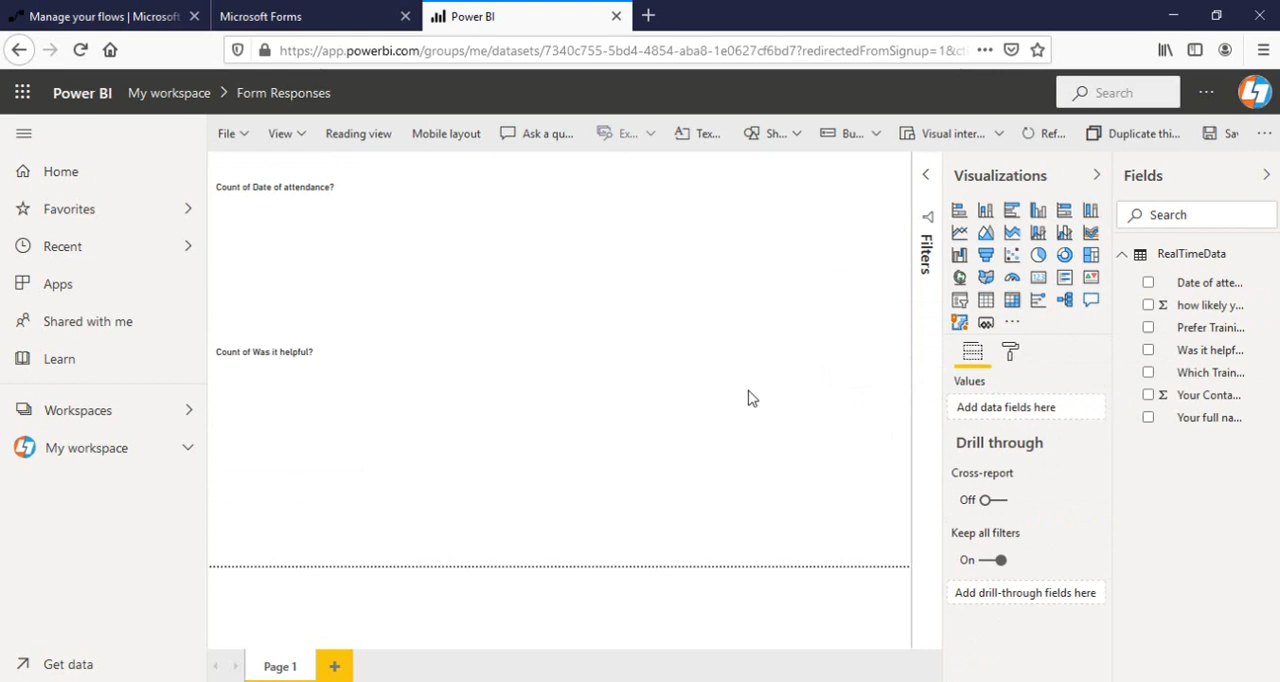 Manage your flows | Microsoft
Microsoft Forms
Power BI
https://app.powerbi.com/groups/me/datasets/7340c755-5bd4-4854-aba8-1e0627cf6bd7?redirectedFromSignup=1&ct
Power BI My workspace > Form Responses
Search
File View Reading view Mobile layout Ask a qu... Ex... Tex... Sh... Bu... Visual inter... Ref... Duplicate thi... Sa
Home
Favorites
Recent
Apps
Shared with me
Learn
Workspaces
My workspace
Get data
Count of Date of attendance?
Count of Was it helpful?
Page 1
Filters
Visualizations
Values
Add data fields here
Drill through
Cross-report
Off
Keep all filters
On
Add drill-through fields here
Fields
Search
RealTimeData
Date of atte...
how likely y...
Prefer Traini...
Was it helpf...
Which Train...
Your Conta...
Your full na...